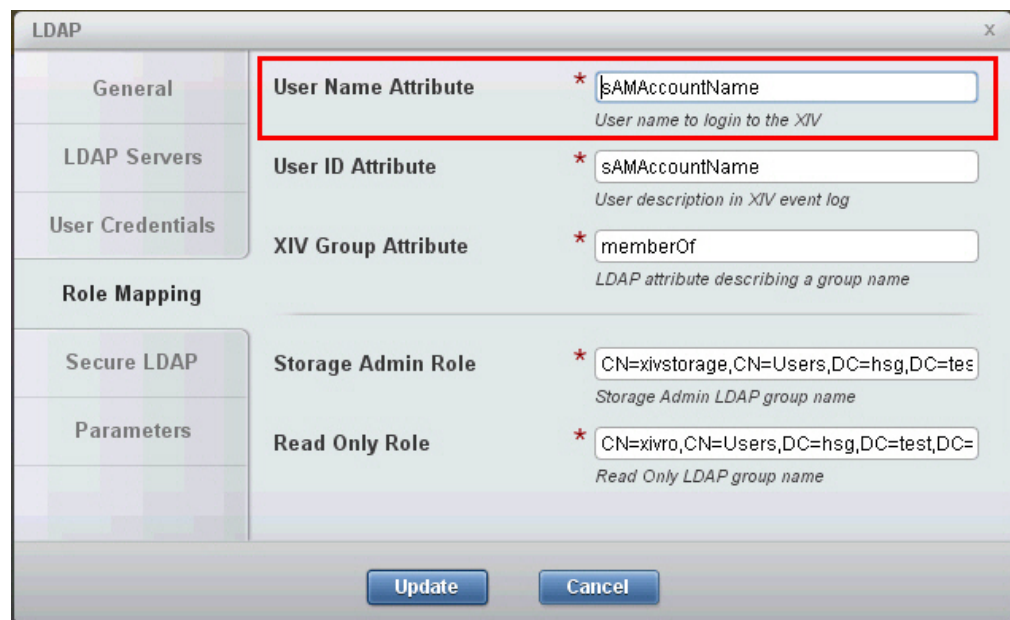 LDAP
x
General
LDAP Servers
User Credentials
Role Mapping
Secure LDAP
Parameters
User Name Attribute * sAMAccountName
User name to login to the XIV
User ID Attribute * sAMAccountName
User description in XIV event log
XIV Group Attribute * memberOf
LDAP attribute describing a group name
Storage Admin Role * CN=xivstorage,CN=Users,DC=hsg,DC=tes
Storage Admin LDAP group name
Read Only Role * CN=xivro,CN=Users,DC=hsg,DC=test,DC=
Read Only LDAP group name
Update
Cancel